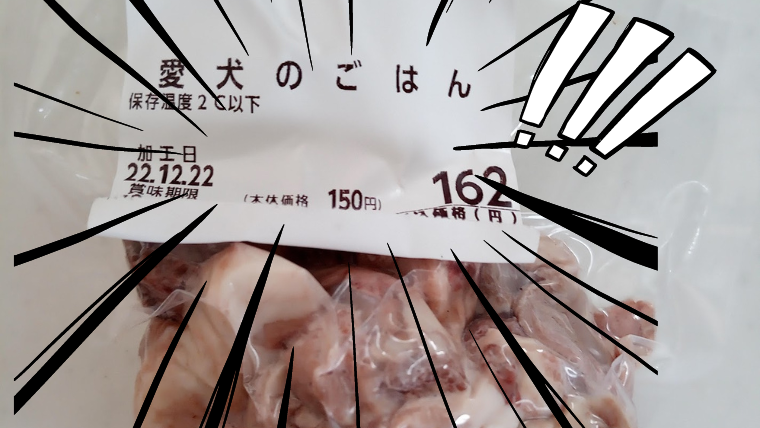 愛犬のごはん
保存温度2℃以下
加工日
22.12.22
賞味期限
(本体価格 150円) 162
価格(円)
!!!